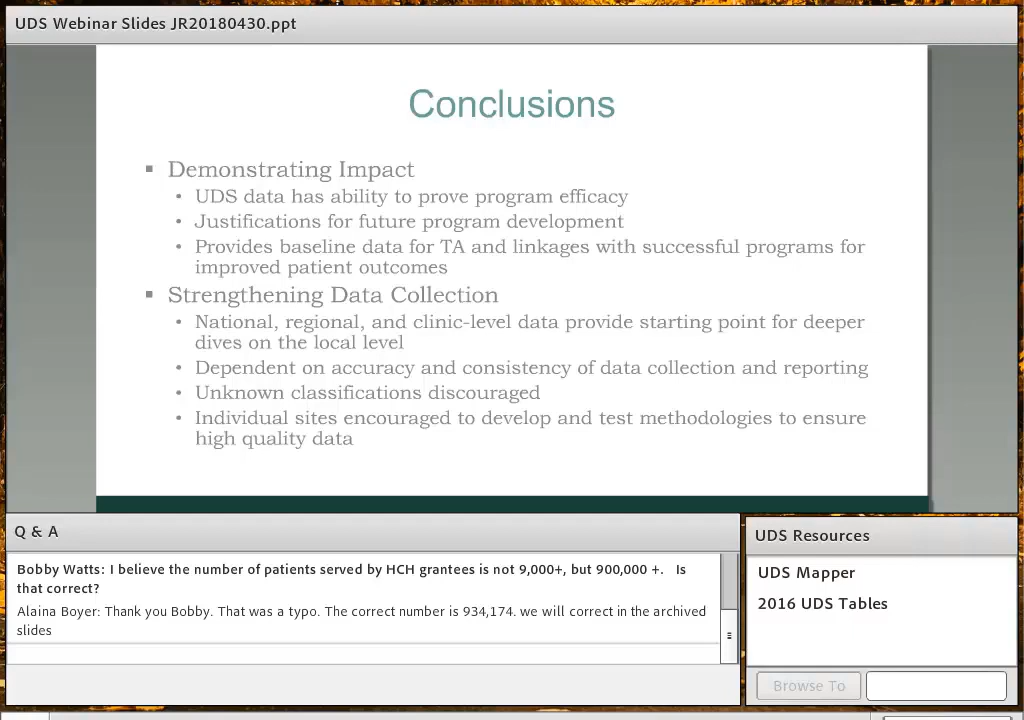 UDS Webinar Slides JR20180430.ppt
Conclusions
▪ Demonstrating Impact
• UDS data has ability to prove program efficacy
• Justifications for future program development
• Provides baseline data for TA and linkages with successful programs for
improved patient outcomes
▪ Strengthening Data Collection
• National, regional, and clinic-level data provide starting point for deeper
dives on the local level
• Dependent on accuracy and consistency of data collection and reporting
• Unknown classifications discouraged
• Individual sites encouraged to develop and test methodologies to ensure
high quality data
Q & A
Bobby Watts: I believe the number of patients served by HCH grantees is not 9,000+, but 900,000 +. Is
that correct?
Alaina Boyer: Thank you Bobby. That was a typo. The correct number is 934,174. we will correct in the archived
slides
UDS Resources
UDS Mapper
2016 UDS Tables
Browse To